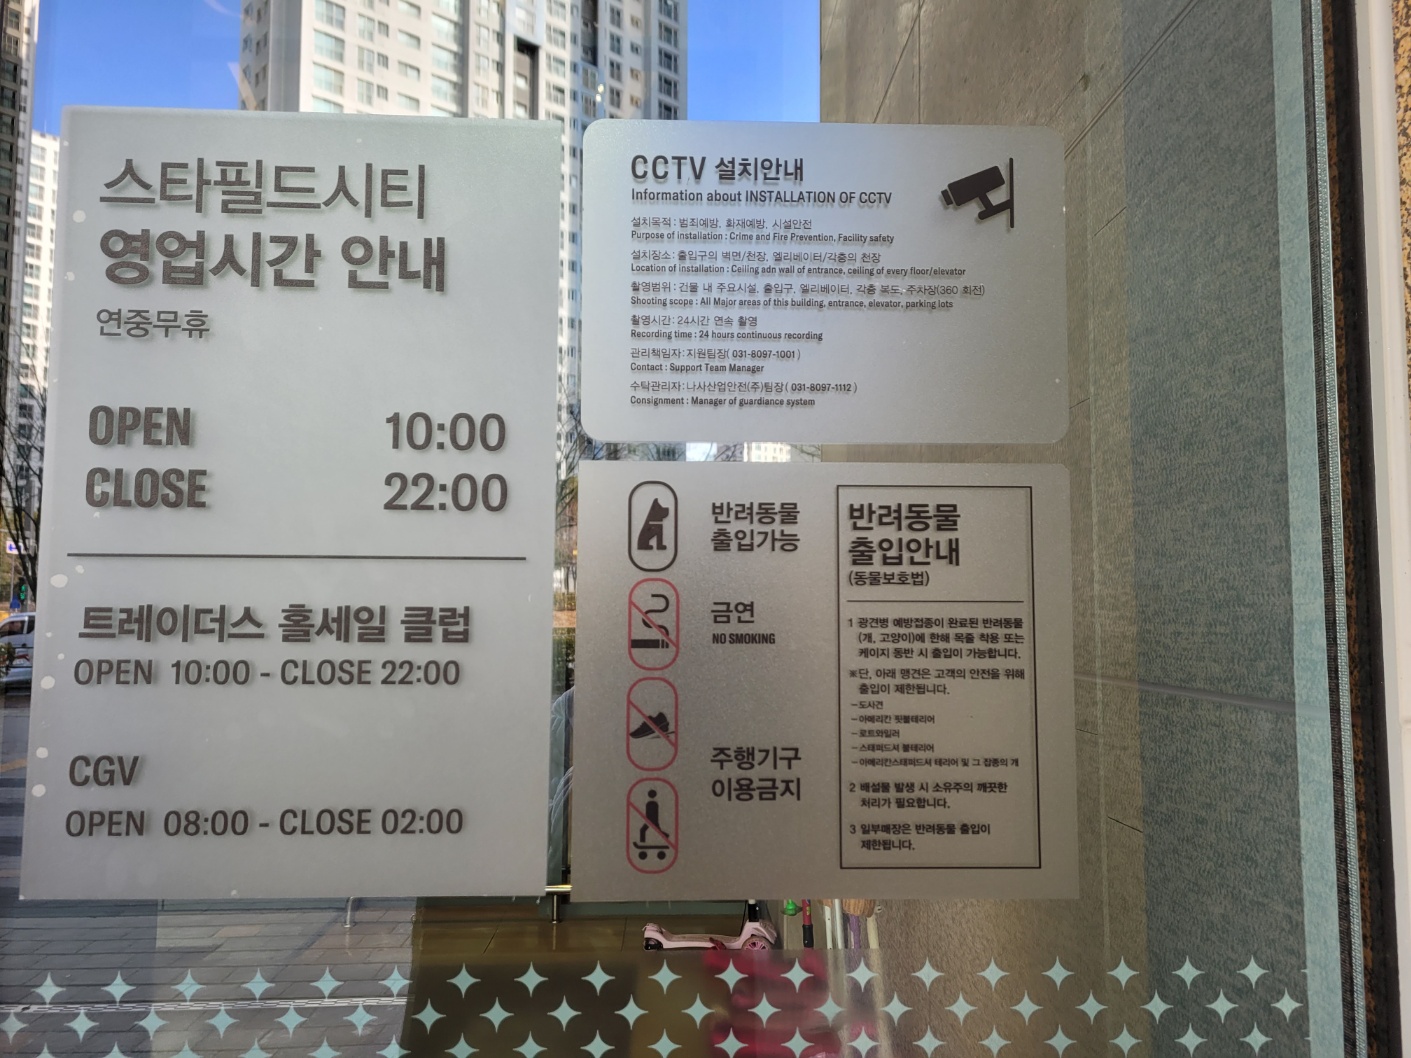 스타필드시티
영업시간 안내
연중무휴
OPEN 10:00
CLOSE 22:00
트레이더스 홀세일 클럽
OPEN 10:00 - CLOSE 22:00
CGV
OPEN 08:00 - CLOSE 02:00
CCTV 설치안내
Information about INSTALLATION OF CCTV
설치목적 : 범죄예방, 화재예방, 시설안전
Purpose of installation : Crime and Fire Prevention, Facility safety
설치장소 : 출입구의 벽면/천장, 엘리베이터/각층의 천장
Location of installation : Ceiling adn wall of entrance, ceiling of every floor/elevator
촬영범위 : 건물 내 주요시설, 출입구, 엘리베이터, 각층 복도, 주차장(360 회전)
Shooting scope : All Major areas of this building, entrance, elevator, parking lots
촬영시간 : 24시간 연속 촬영
Recording time : 24 hours continuous recording
관리책임자 : 지원팀장( 031-8097-1001 )
Contact : Support Team Manager
수탁관리자 : 나사산업안전(주)팀장( 031-8097-1112 )
Consignment : Manager of guardiance system
반려동물
출입가능
금연
NO SMOKING
주행기구
이용금지
반려동물
출입안내
(동물보호법)
1 광견병 예방접종이 완료된 반려동물
(개, 고양이)에 한해 목줄 착용 또는
케이지 동반 시 출입이 가능합니다.
※단, 아래 맹견은 고객의 안전을 위해
출입이 제한됩니다.
-도사견
-아메리칸 핏불테리어
-로트와일러
-스태퍼드셔 불테리어
-아메리칸스태퍼드셔 테리어 및 그 잡종의 개
2 배설물 발생 시 소유주의 깨끗한
처리가 필요합니다.
3 일부매장은 반려동물 출입이
제한됩니다.